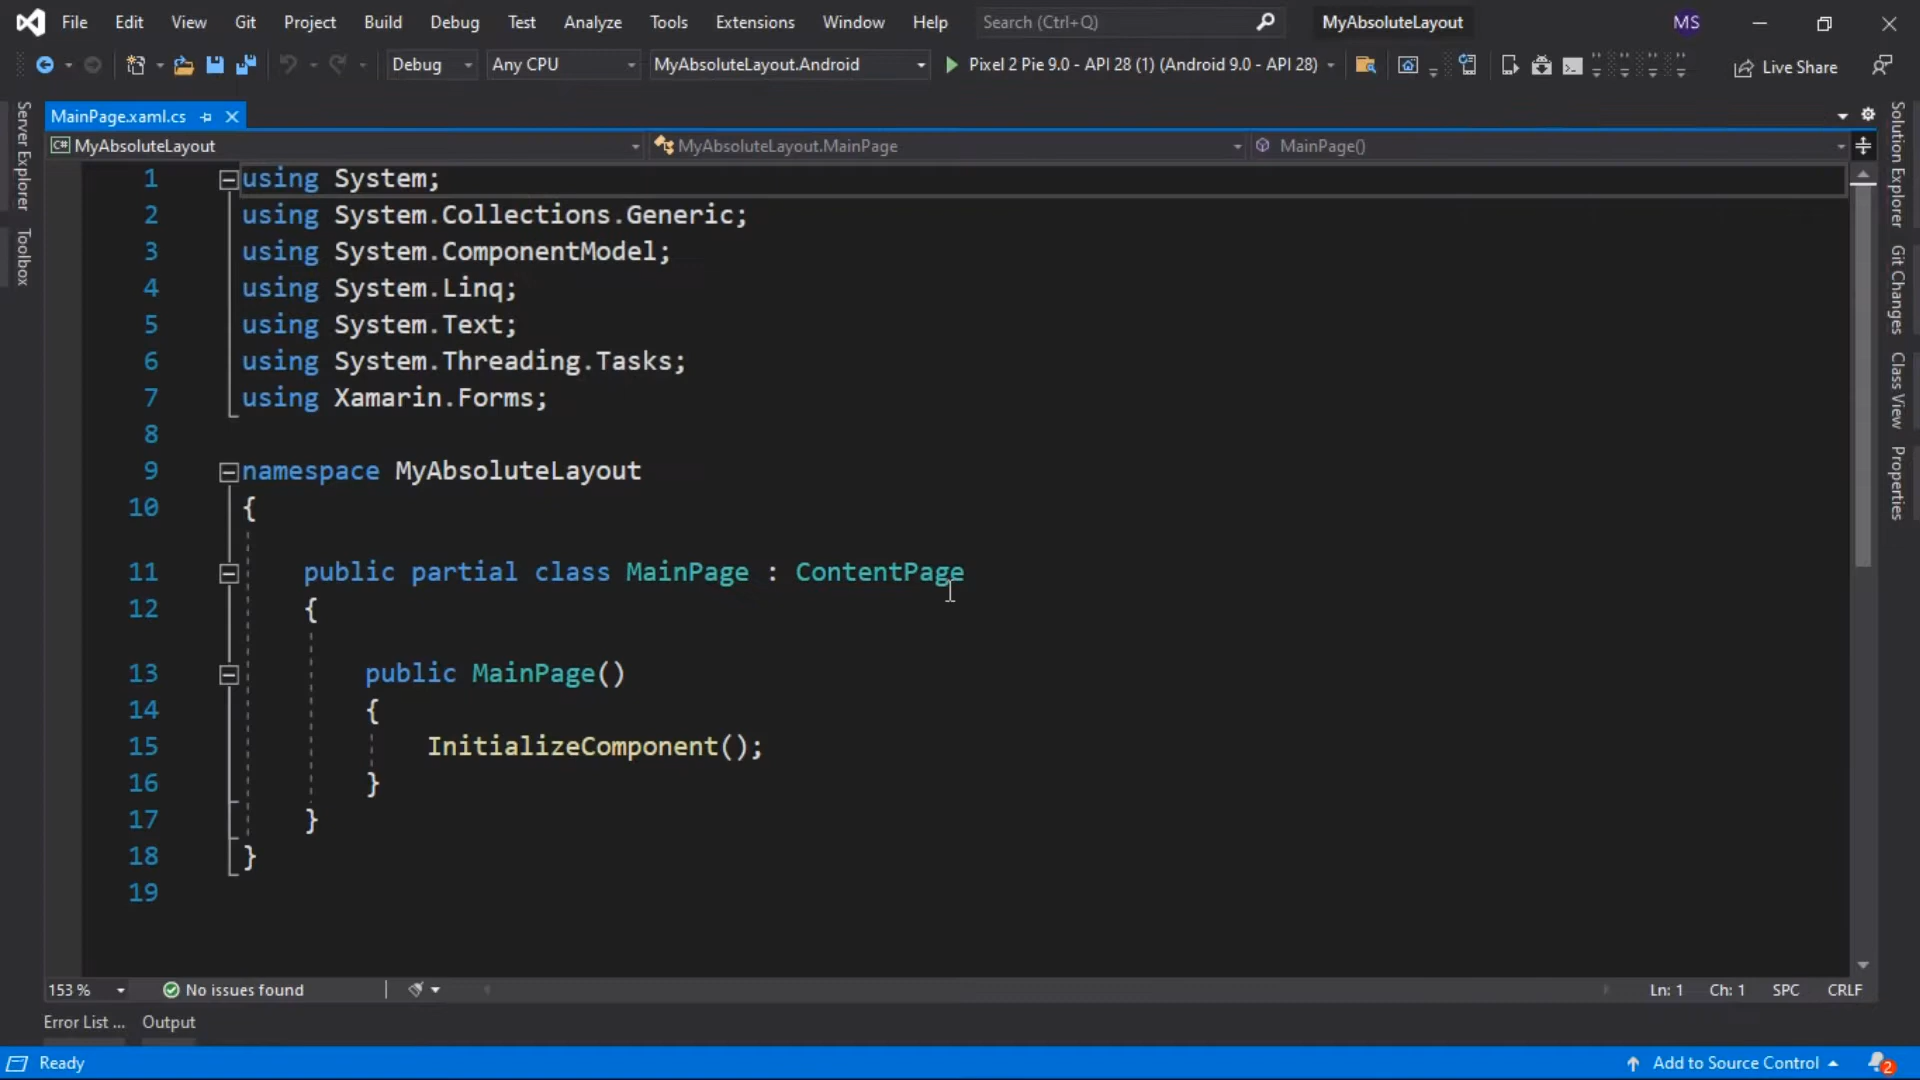 File Edit View Git Project Build Debug Test Analyze Tools Extensions Window Help Search (Ctrl+Q) MyAbsoluteLayout MS
Debug Any CPU MyAbsoluteLayout.Android Pixel 2 Pie 9.0 - API 28 (1) (Android 9.0 - API 28) Live Share
MainPage.xaml.cs
C# MyAbsoluteLayout MyAbsoluteLayout.MainPage MainPage()
Server Explorer
Toolbox
1 using System;
2 using System.Collections.Generic;
3 using System.ComponentModel;
4 using System.Linq;
5 using System.Text;
6 using System.Threading.Tasks;
7 using Xamarin.Forms;
8
9 namespace MyAbsoluteLayout
10 {
11 public partial class MainPage : ContentPage
12 {
13 public MainPage()
14 {
15 InitializeComponent();
16 }
17 }
18 }
19
Solution Explorer
Git Changes
Class View
Properties
153 % No issues found Ln: 1 Ch: 1 SPC CRLF
Error List ... Output
Ready Add to Source Control 2